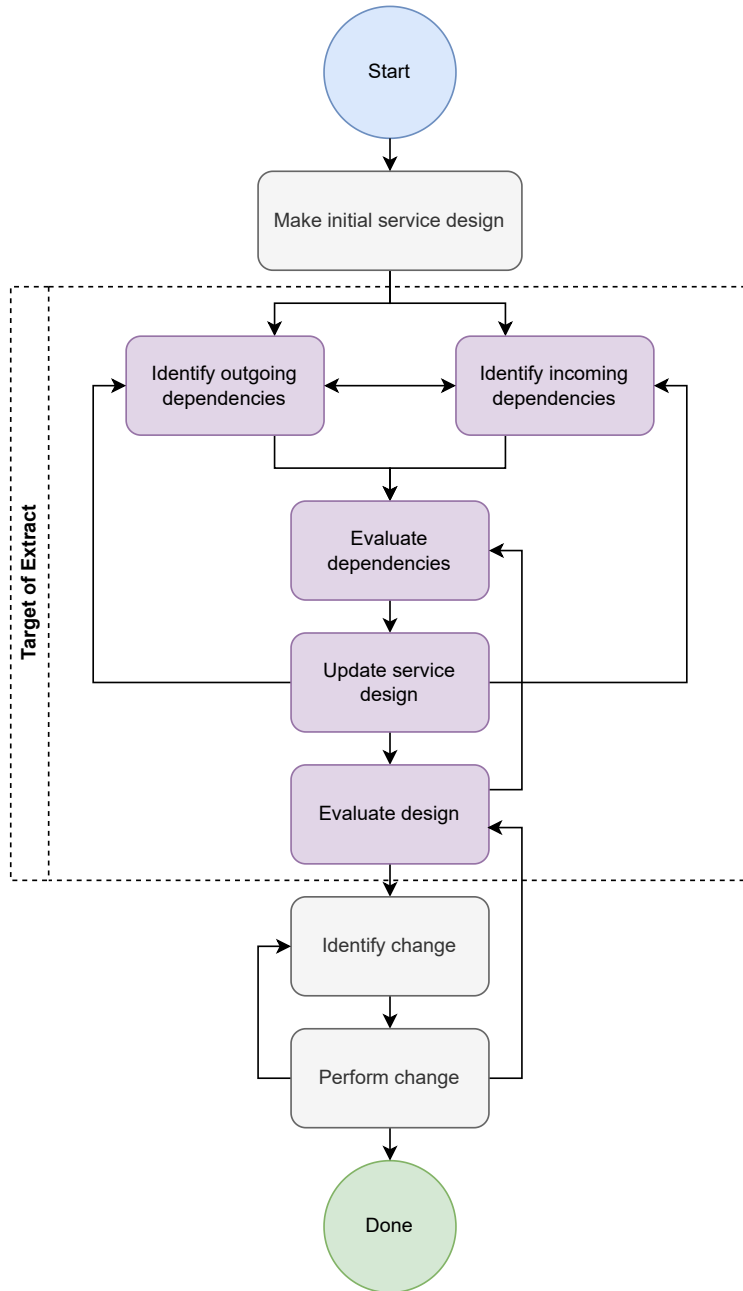 Start
Make initial service design
Identify outgoing
dependencies
Identify incoming
dependencies
Target of Extract
Evaluate
dependencies
Update service
design
Evaluate design
Identify change
Perform change
Done